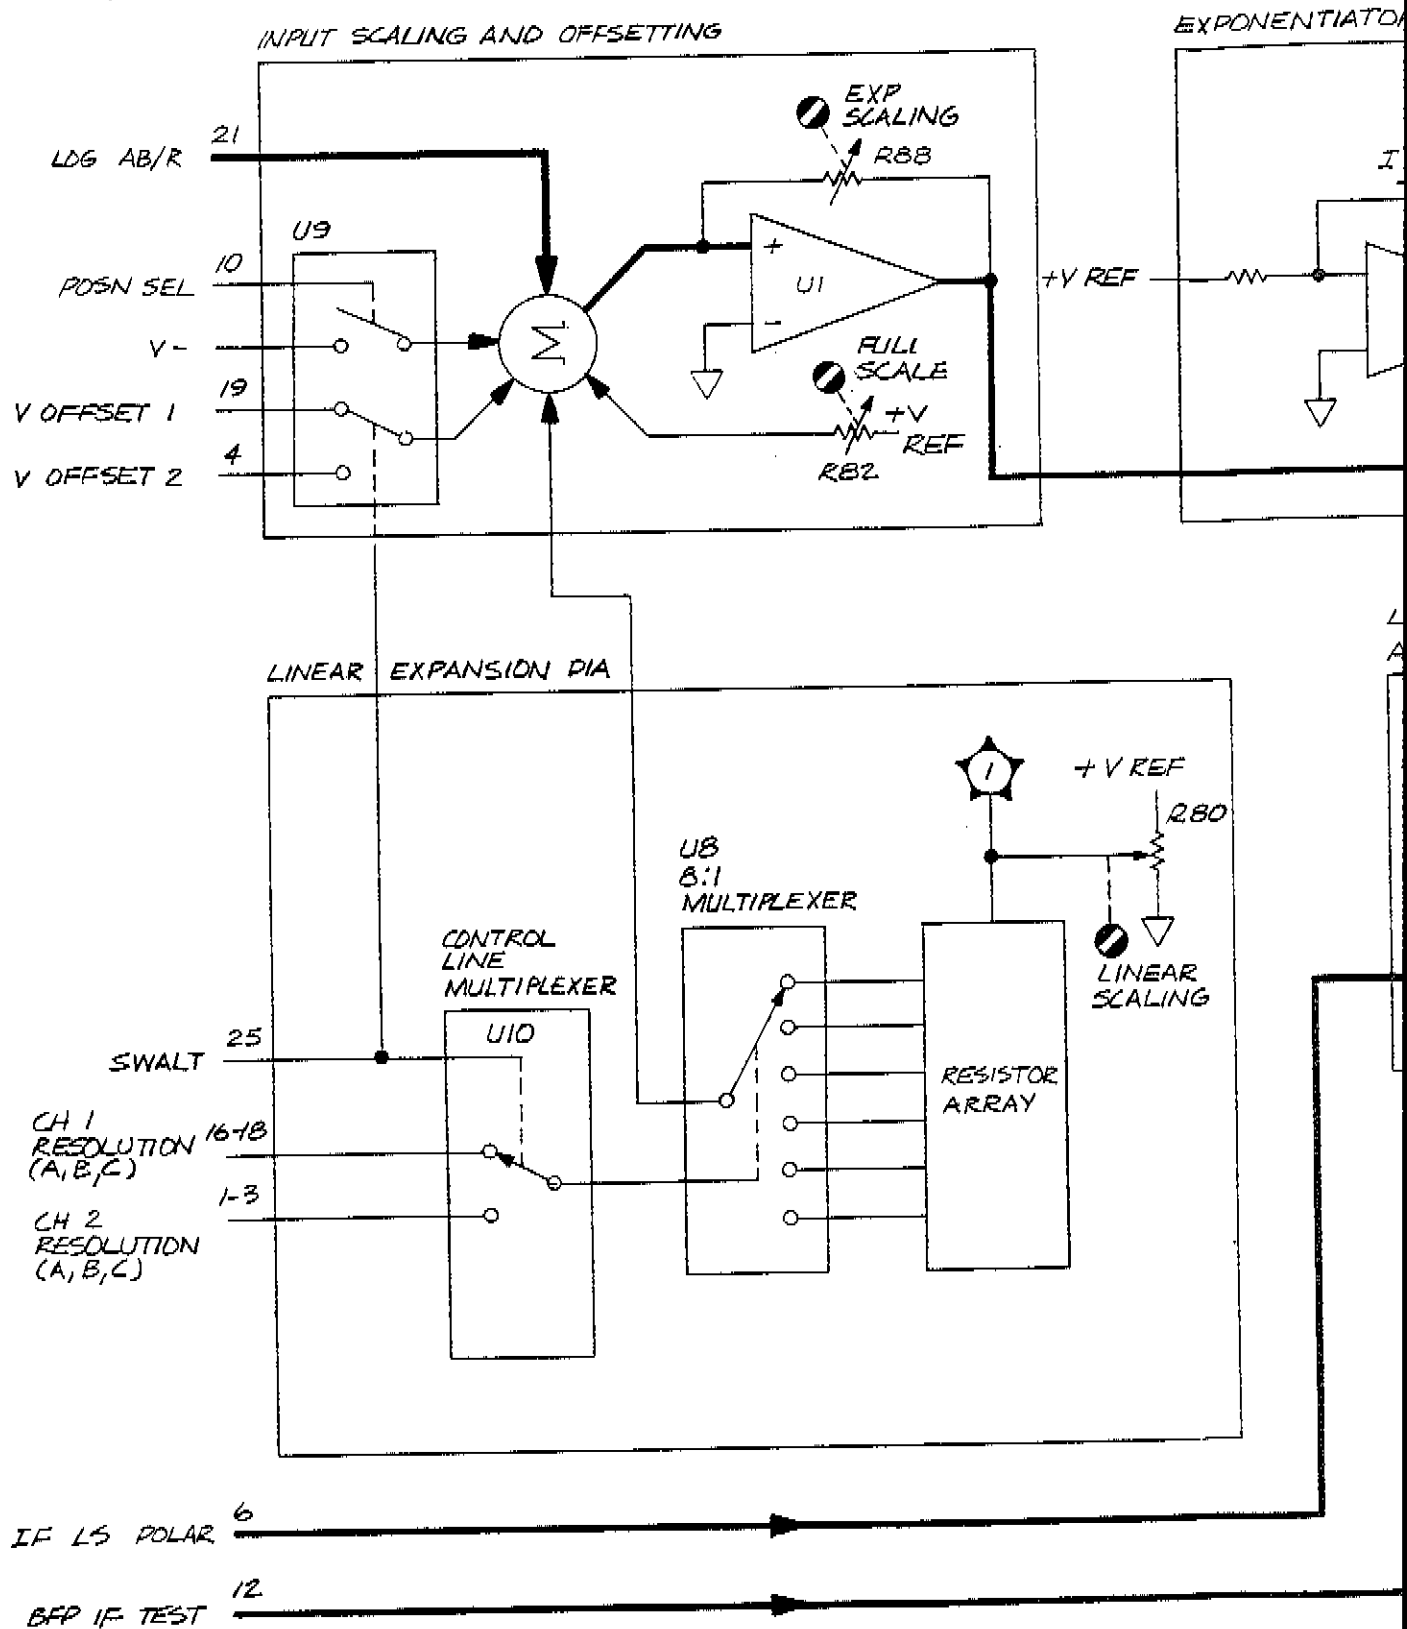 INPUT SCALING AND OFFSETTING
EXPONENTIATO
EXP
SCALING
R88
21
LOG AB/R
U9
10
POSN SEL
V-
19
V OFFSET 1
4
V OFFSET 2
Σ
+
U1
-
FULL
SCALE
+V
REF
R82
I
+V REF
L
A
LINEAR EXPANSION DIA
1
+V REF
R80
U8
8:1
MULTIPLEXER
CONTROL
LINE
MULTIPLEXER
U10
LINEAR
SCALING
RESISTOR
ARRAY
25
SWALT
CH 1
RESOLUTION
(A,B,C)
16-18
1-3
CH 2
RESOLUTION
(A,B,C)
6
IF LS POLAR
12
BFP IF TEST